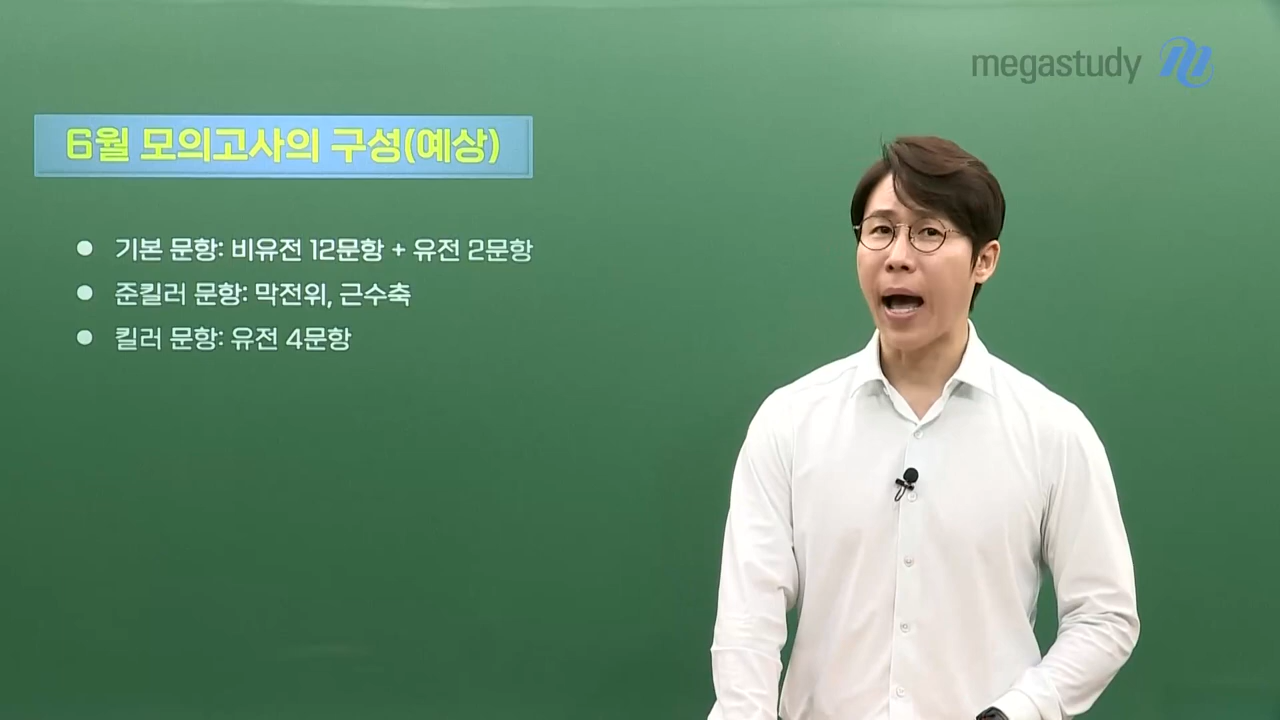 megastudy
6월 모의고사의 구성(예상)
기본 문항: 비유전 12문항 + 유전 2문항
준킬러 문항: 막전위, 근수축
킬러 문항: 유전 4문항